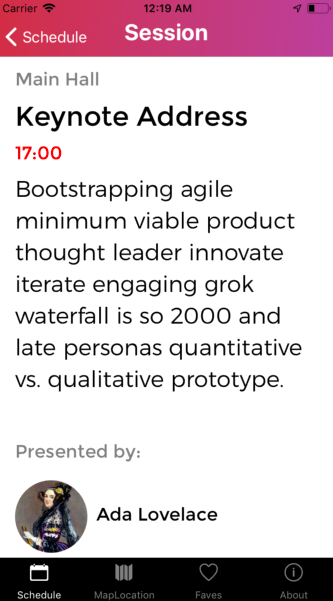 Carrier 12:19 AM
Schedule Session
Main Hall
Keynote Address
17:00
Bootstrapping agile
minimum viable product
thought leader innovate
iterate engaging grok
waterfall is so 2000 and
late personas quantitative
vs. qualitative prototype.
Presented by:
Ada Lovelace
Schedule MapLocation Faves About